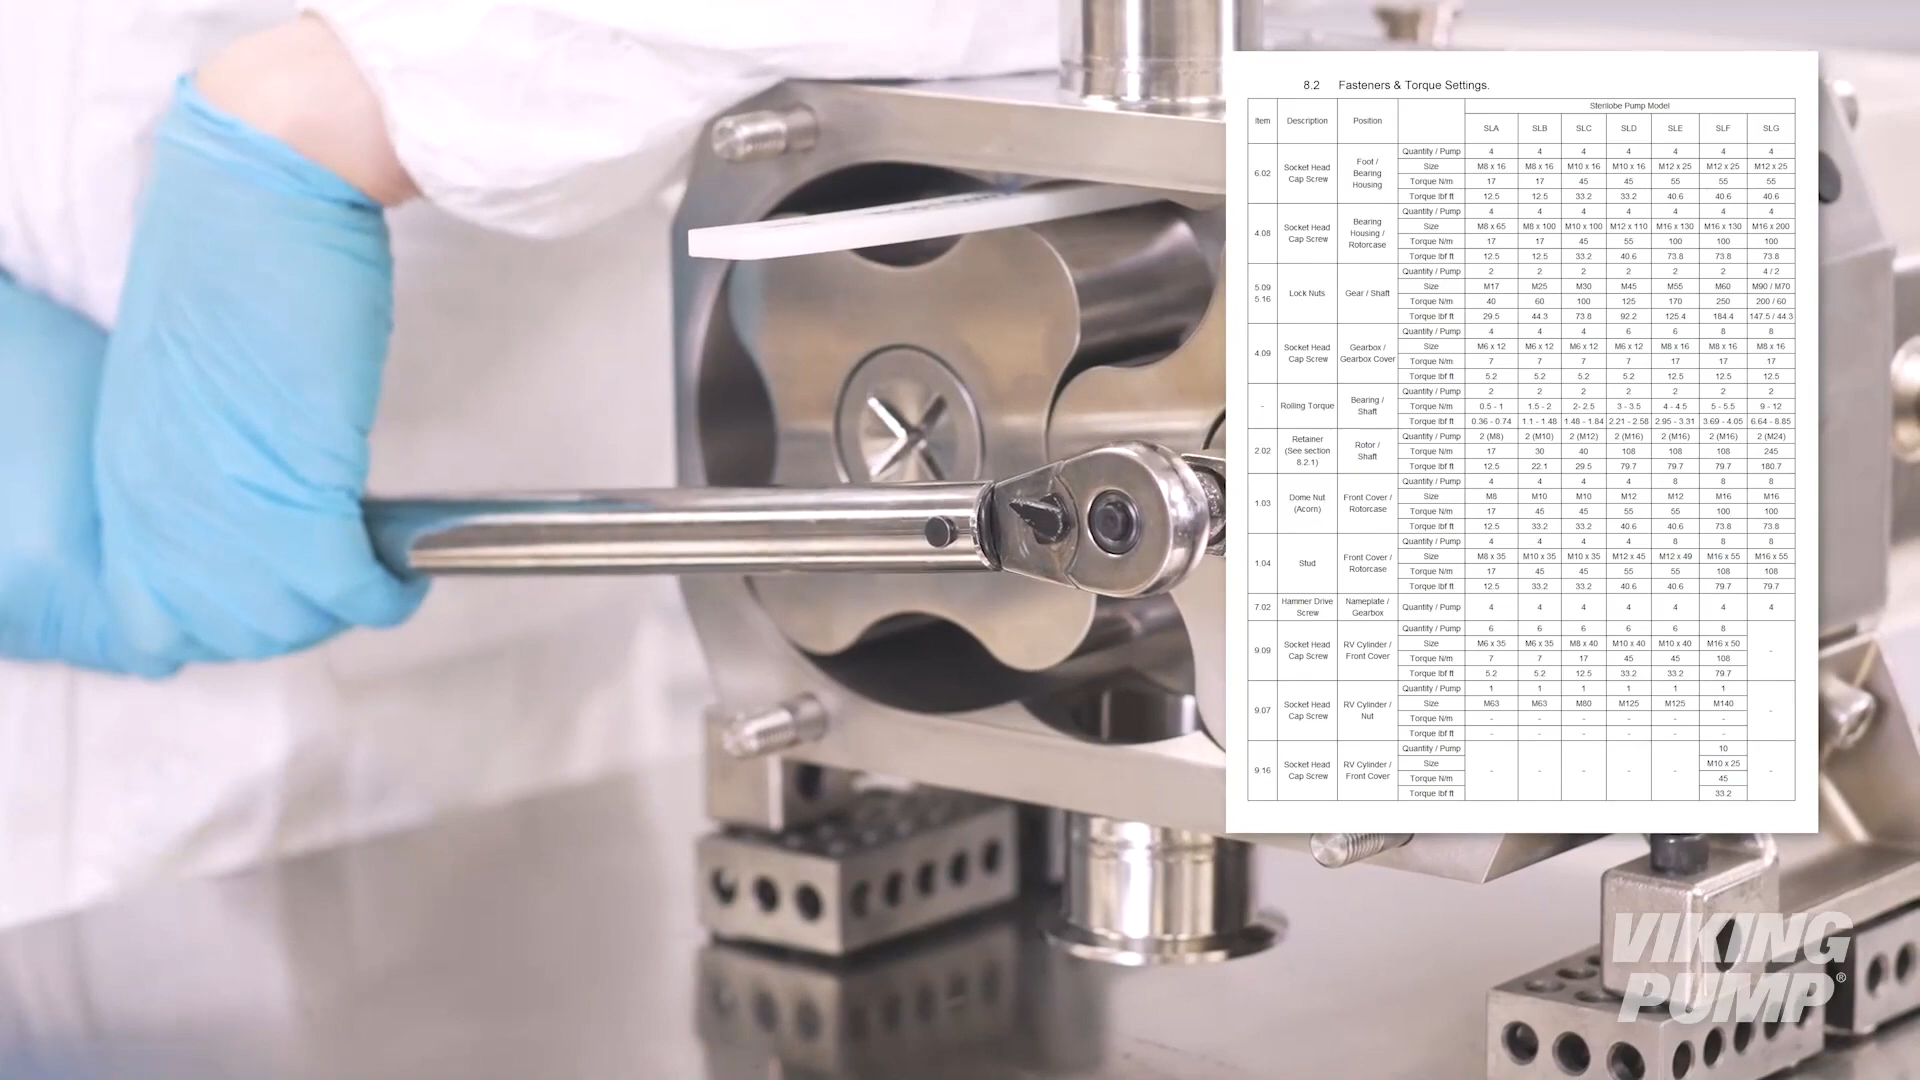 8.2 Fasteners & Torque Settings.
Sterilobe Pump Model
Item Description Position SLA SLB SLC SLD SLE SLF SLG
6.02 Socket Head Cap Screw Foot / Bearing Housing
Quantity / Pump 4 4 4 4 4 4 4
Size M8 x 16 M8 x 16 M10 x 16 M10 x 16 M12 x 25 M12 x 25 M12 x 25
Torque N/m 17 17 45 45 55 55 55
Torque lbf ft 12.5 12.5 33.2 33.2 40.6 40.6 40.6
4.08 Socket Head Cap Screw Bearing Housing / Rotorcase
Quantity / Pump 4 4 4 4 4 4 4
Size M8 x 65 M8 x 100 M10 x 100 M12 x 110 M16 x 130 M16 x 130 M16 x 200
Torque N/m 17 17 45 55 100 100 100
Torque lbf ft 12.5 12.5 33.2 40.6 73.8 73.8 73.8
5.09 5.16 Lock Nuts Gear / Shaft
Quantity / Pump 2 2 2 2 2 2 4 / 2
Size M17 M25 M30 M45 M55 M60 M90 / M70
Torque N/m 40 60 100 125 170 250 200 / 60
Torque lbf ft 29.5 44.3 73.8 92.2 125.4 184.4 147.5 / 44.3
4.09 Socket Head Cap Screw Gearbox / Gearbox Cover
Quantity / Pump 4 4 4 6 6 8 8
Size M6 x 12 M6 x 12 M6 x 12 M6 x 12 M8 x 16 M8 x 16 M8 x 16
Torque N/m 7 7 7 7 17 17 17
Torque lbf ft 5.2 5.2 5.2 5.2 12.5 12.5 12.5
- Rolling Torque Bearing / Shaft
Quantity / Pump 2 2 2 2 2 2 2
Torque N/m 0.5 - 1 1.5 - 2 2- 2.5 3 - 3.5 4 - 4.5 5 - 5.5 9 - 12
Torque lbf ft 0.36 - 0.74 1.1 - 1.48 1.48 - 1.84 2.21 - 2.58 2.95 - 3.31 3.69 - 4.05 6.64 - 8.85
2.02 Retainer (See section 8.2.1) Rotor / Shaft
Quantity / Pump 2 (M8) 2 (M10) 2 (M12) 2 (M16) 2 (M16) 2 (M16) 2 (M24)
Torque N/m 17 30 40 108 108 108 245
Torque lbf ft 12.5 22.1 29.5 79.7 79.7 79.7 180.7
1.03 Dome Nut (Acorn) Front Cover / Rotorcase
Quantity / Pump 4 4 4 4 8 8 8
Size M8 M10 M10 M12 M12 M16 M16
Torque N/m 17 45 45 55 55 100 100
Torque lbf ft 12.5 33.2 33.2 40.6 40.6 73.8 73.8
1.04 Stud Front Cover / Rotorcase
Quantity / Pump 4 4 4 4 8 8 8
Size M8 x 35 M10 x 35 M10 x 35 M12 x 45 M12 x 49 M16 x 55 M16 x 55
Torque N/m 17 45 45 55 55 108 108
Torque lbf ft 12.5 33.2 33.2 40.6 40.6 79.7 79.7
7.02 Hammer Drive Screw Nameplate / Gearbox
Quantity / Pump 4 4 4 4 4 4 4
9.09 Socket Head Cap Screw RV Cylinder / Front Cover
Quantity / Pump 6 6 6 6 6 8 -
Size M6 x 35 M6 x 35 M8 x 40 M10 x 40 M10 x 40 M16 x 50
Torque N/m 7 7 17 45 45 108
Torque lbf ft 5.2 5.2 12.5 33.2 33.2 79.7
9.07 Socket Head Cap Screw RV Cylinder / Nut
Quantity / Pump 1 1 1 1 1 1 -
Size M63 M63 M80 M125 M125 M140
Torque N/m - - - - - -
Torque lbf ft - - - - - -
9.16 Socket Head Cap Screw RV Cylinder / Front Cover
Quantity / Pump - - - - - 10 -
Size M10 x 25
Torque N/m 45
Torque lbf ft 33.2
VIKING
PUMP®